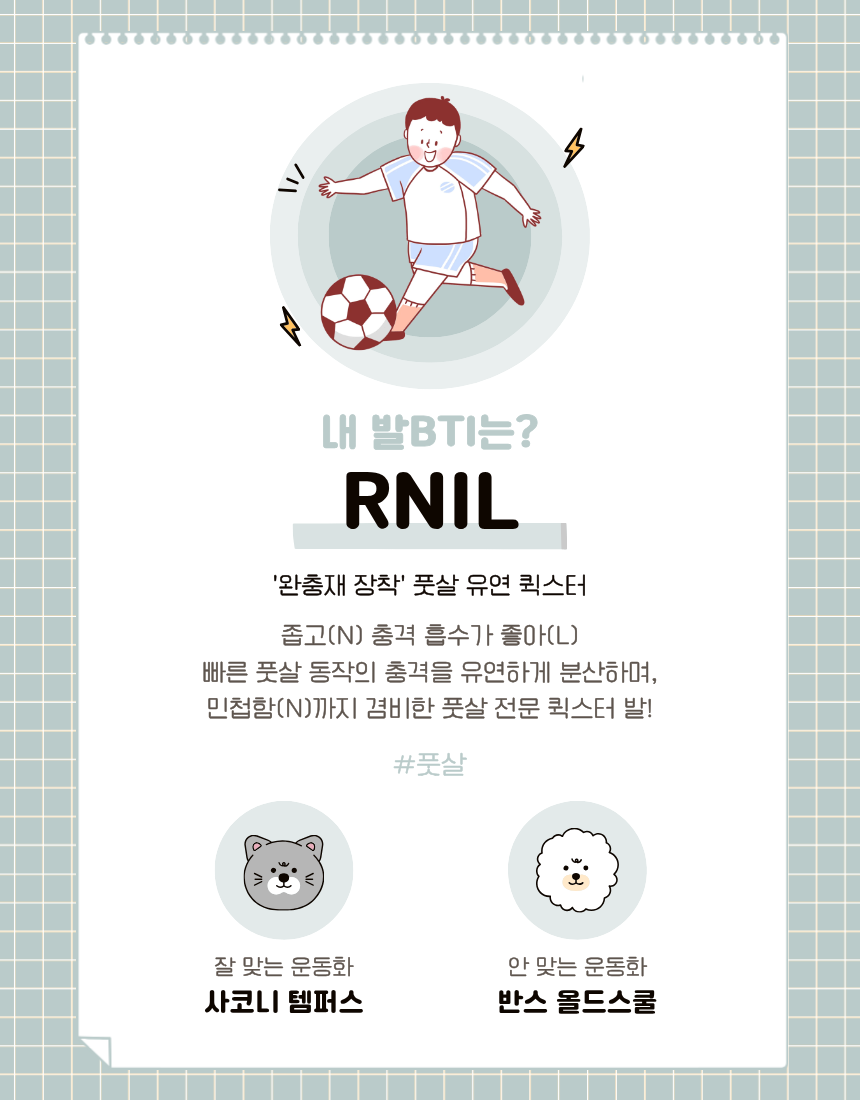 내 발BTI는?
RNIL
'완충재 장착' 풋살 유연 퀵스터
좁고(N) 충격 흡수가 좋아(L)
빠른 풋살 동작의 충격을 유연하게 분산하며,
민첩함(N)까지 겸비한 풋살 전문 퀵스터 발!
#풋살
잘 맞는 운동화
사코니 템퍼스
안 맞는 운동화
반스 올드스쿨